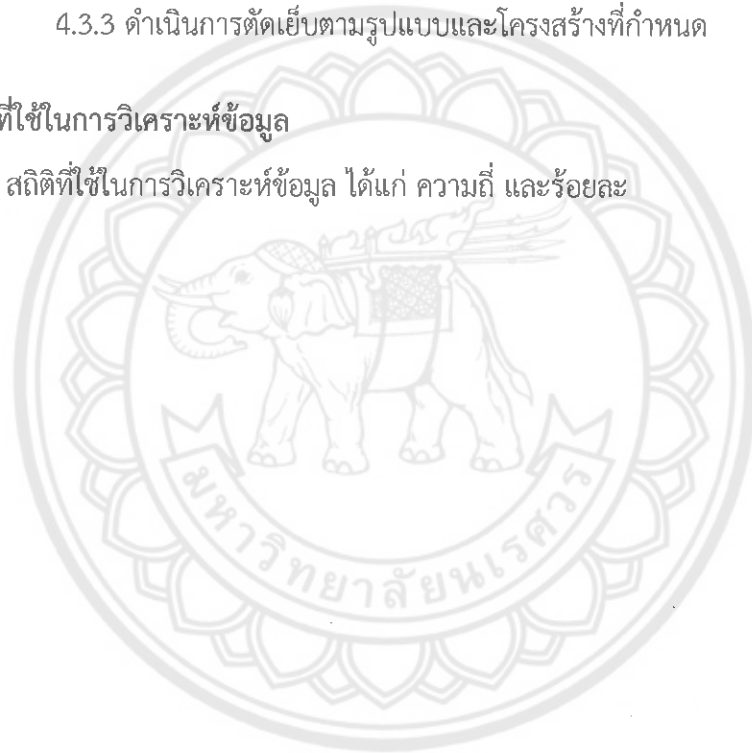 4.3.3 ดำเนินการตัดเย็บตามรูปแบบและโครงสร้างที่กำหนด
ที่ใช้ในการวิเคราะห์ข้อมูล
สถิติที่ใช้ในการวิเคราะห์ข้อมูล ได้แก่ ความถี่ และร้อยละ
มหาวิทยาลัยนเรศวร